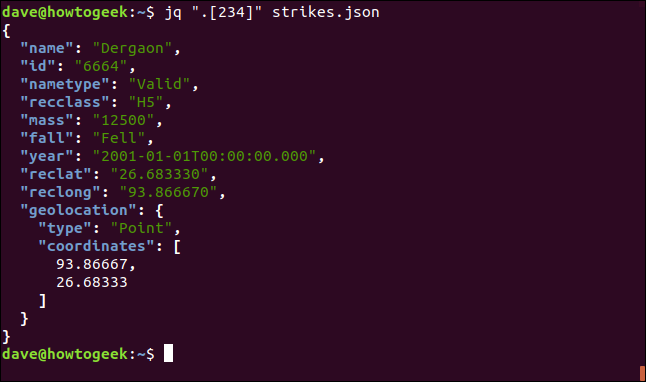 dave@howtogeek:~$ jq ".[234]" strikes.json
{
  "name": "Dergaon",
  "id": "6664",
  "nametype": "Valid",
  "recclass": "H5",
  "mass": "12500",
  "fall": "Fell",
  "year": "2001-01-01T00:00:00.000",
  "reclat": "26.683330",
  "reclong": "93.866670",
  "geolocation": {
    "type": "Point",
    "coordinates": [
      93.86667,
      26.68333
    ]
  }
}
dave@howtogeek:~$